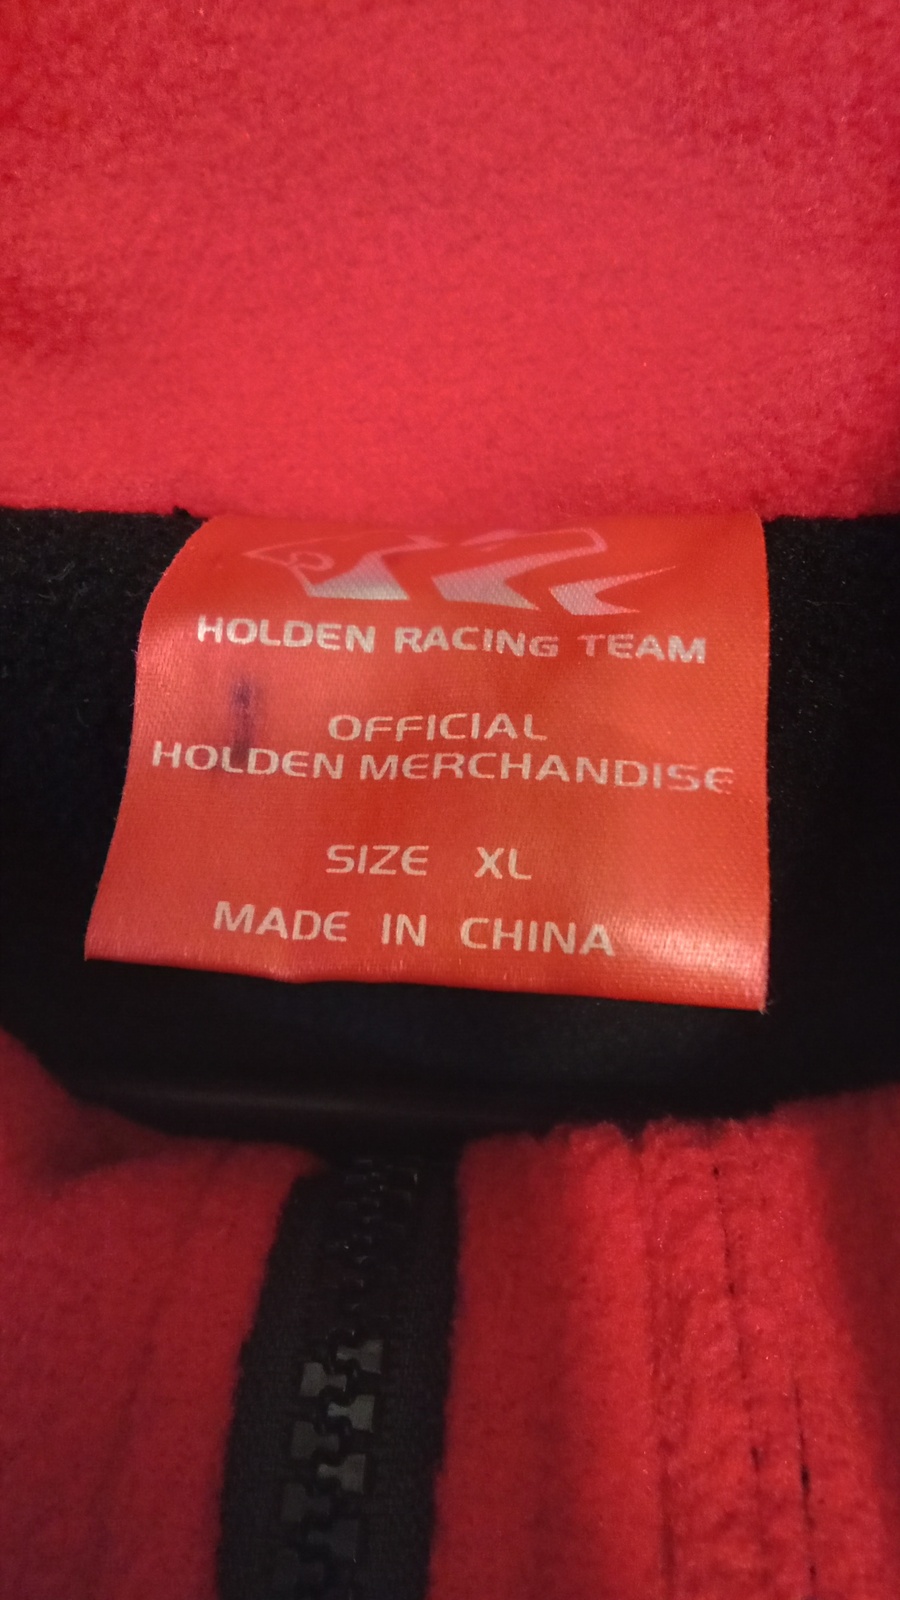 HOLDEN RACING TEAM
OFFICIAL
HOLDEN MERCHANDISE
SIZE XL
MADE IN CHINA